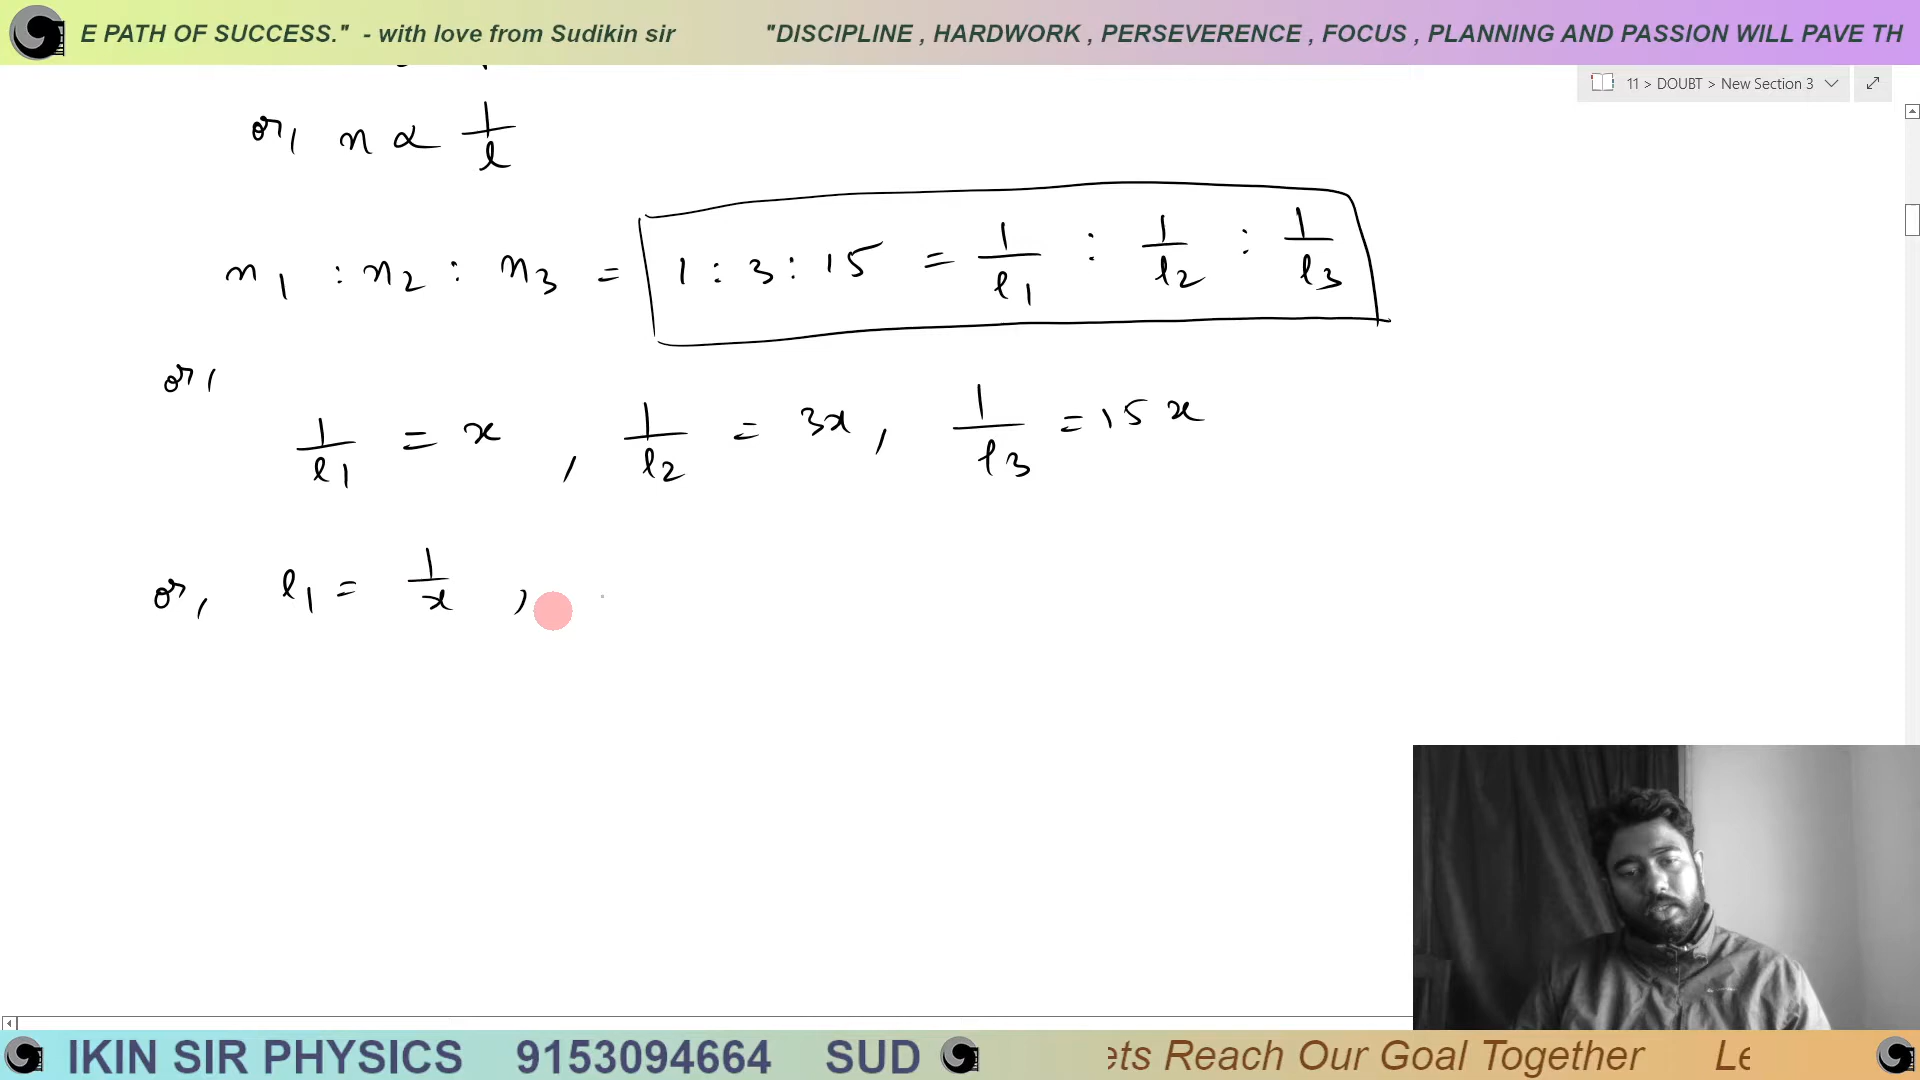 E PATH OF SUCCESS." - with love from Sudikin sir "DISCIPLINE , HARDWORK , PERSEVERENCE , FOCUS , PLANNING AND PASSION WILL PAVE TH
11 > DOUBT > New Section 3
or, n ∝ 1/l
n1 : n2 : n3 = 1 : 3 : 15 = 1/l1 : 1/l2 : 1/l3
or,
1/l1 = x , 1/l2 = 3x, 1/l3 = 15x
or, l1 = 1/x ,
IKIN SIR PHYSICS 9153094664 SUD ets Reach Our Goal Together Le